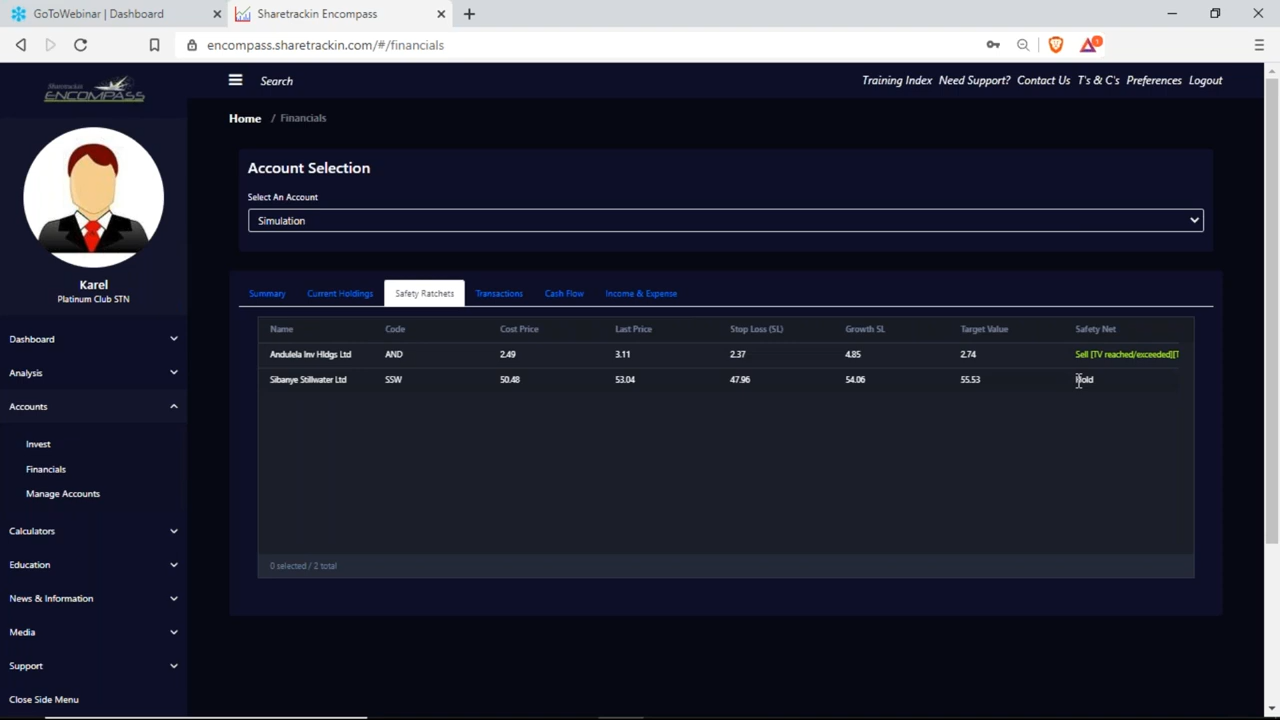 GoToWebinar | Dashboard
Sharetrackin Encompass
encompass.sharetrackin.com/#/financials
Sharetrackin
ENCOMPASS
Search
Training Index Need Support? Contact Us T's & C's Preferences Logout
Home / Financials
Account Selection
Select An Account
Simulation
Karel
Platinum Club STN
Dashboard
Analysis
Accounts
Invest
Financials
Manage Accounts
Calculators
Education
News & Information
Media
Support
Close Side Menu
Summary Current Holdings Safety Ratchets Transactions Cash Flow Income & Expense
Name Code Cost Price Last Price Stop Loss (SL) Growth SL Target Value Safety Net
Andulela Inv Hldgs Ltd AND 2.49 3.11 2.37 4.85 2.74 Sell [TV reached/exceeded][T
Sibanye Stillwater Ltd SSW 50.48 53.04 47.96 54.06 55.53 Hold
0 selected / 2 total